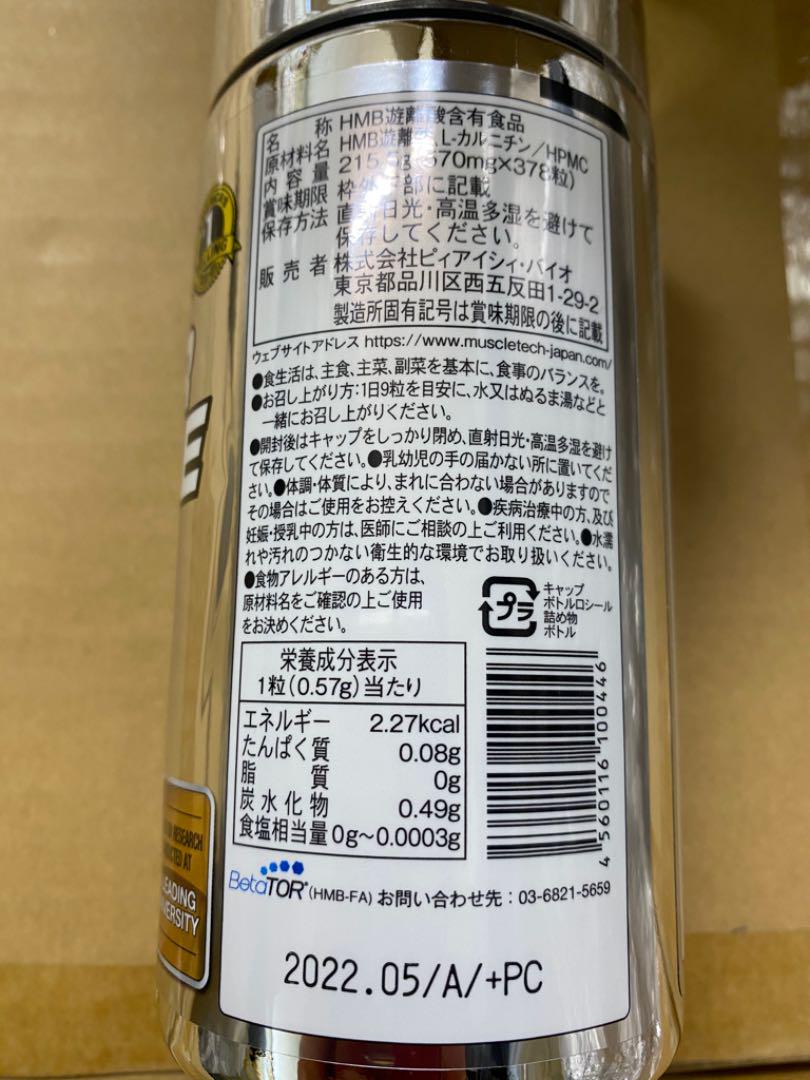 名称 HMB遊離酸含有食品
原材料名 HMB遊離酸、L-カルニチン/HPMC
内容量 215.5g(570mg×378粒)
賞味期限 枠外下部に記載
保存方法 直射日光・高温多湿を避けて
保存してください。
販売者 株式会社ピィアイシィ・バイオ
東京都品川区西五反田1-29-2
製造所固有記号は賞味期限の後に記載
ウェブサイトアドレス https://www.muscletech-japan.com/
●食生活は、主食、主菜、副菜を基本に、食事のバランスを。
●お召し上がり方:1日9粒を目安に、水又はぬるま湯などと
一緒にお召し上がりください。
●開封後はキャップをしっかり閉め、直射日光・高温多湿を避け
て保存してください。●乳幼児の手の届かない所に置いてくだ
さい。●体調・体質により、まれに合わない場合がありますので
その場合はご使用をお控えください。●疾病治療中の方、及び
妊娠・授乳中の方は、医師にご相談の上ご利用ください。●水濡
れや汚れのつかない衛生的な環境でお取り扱いください。
●食物アレルギーのある方は、
原材料名をご確認の上ご使用
をお決めください。
プラ
キャップ
ボトルロシール
詰め物
ボトル
栄養成分表示
1粒(0.57g)当たり
エネルギー 2.27kcal
たんぱく質 0.08g
脂質 0g
炭水化物 0.49g
食塩相当量 0g~0.0003g
4 560116 100446
BetaTOR® (HMB-FA) お問い合わせ先:03-6821-5659
2022.05/A/+PC
E
RESEARCH
AT
EADING
ERSITY